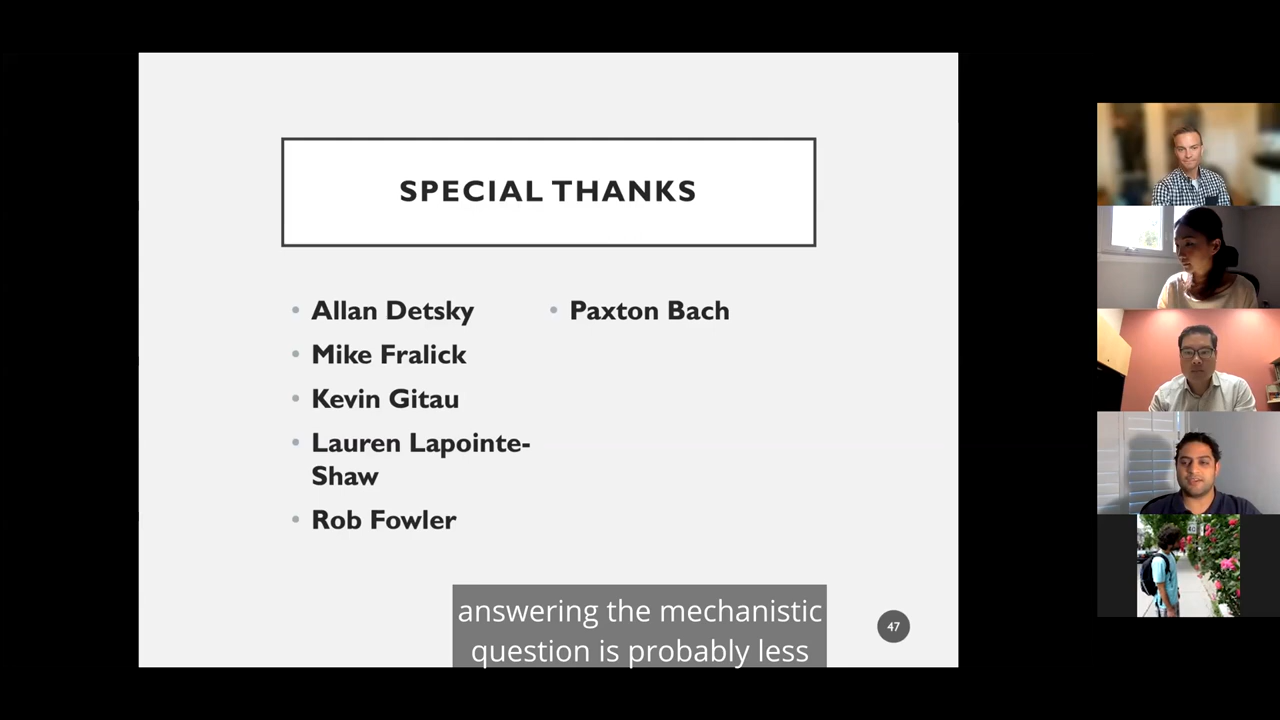 SPECIAL THANKS
• Allan Detsky
• Mike Fralick
• Kevin Gitau
• Lauren Lapointe-
Shaw
• Rob Fowler
• Paxton Bach
answering the mechanistic
question is probably less
47